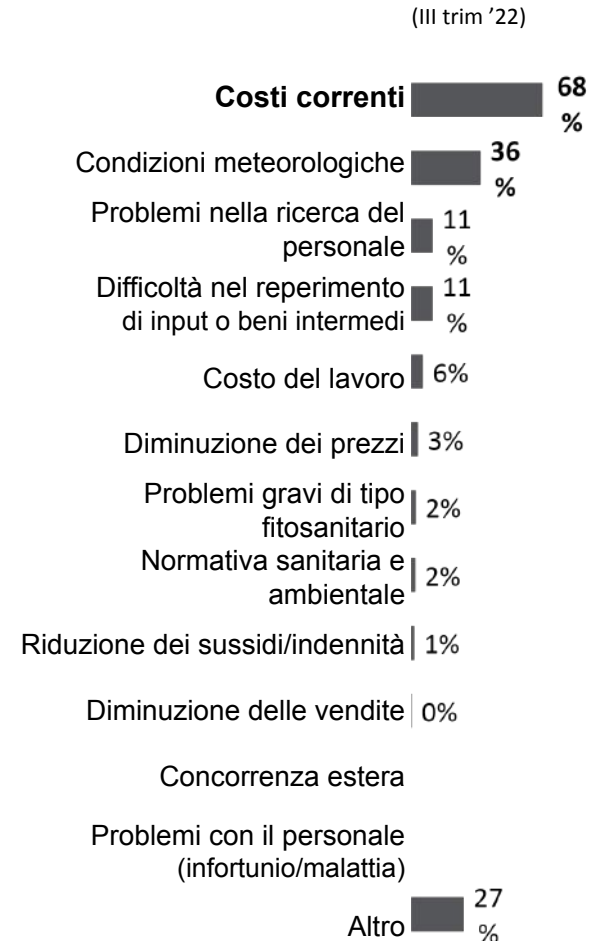 (III trim ’22)
Costi correnti 68
%
Condizioni meteorologiche 36
%
Problemi nella ricerca del
personale 11
%
Difficoltà nel reperimento
di input o beni intermedi 11
%
Costo del lavoro 6%
Diminuzione dei prezzi 3%
Problemi gravi di tipo
fitosanitario 2%
Normativa sanitaria e
ambientale 2%
Riduzione dei sussidi/indennità 1%
Diminuzione delle vendite 0%
Concorrenza estera
Problemi con il personale
(infortunio/malattia)
Altro 27
%